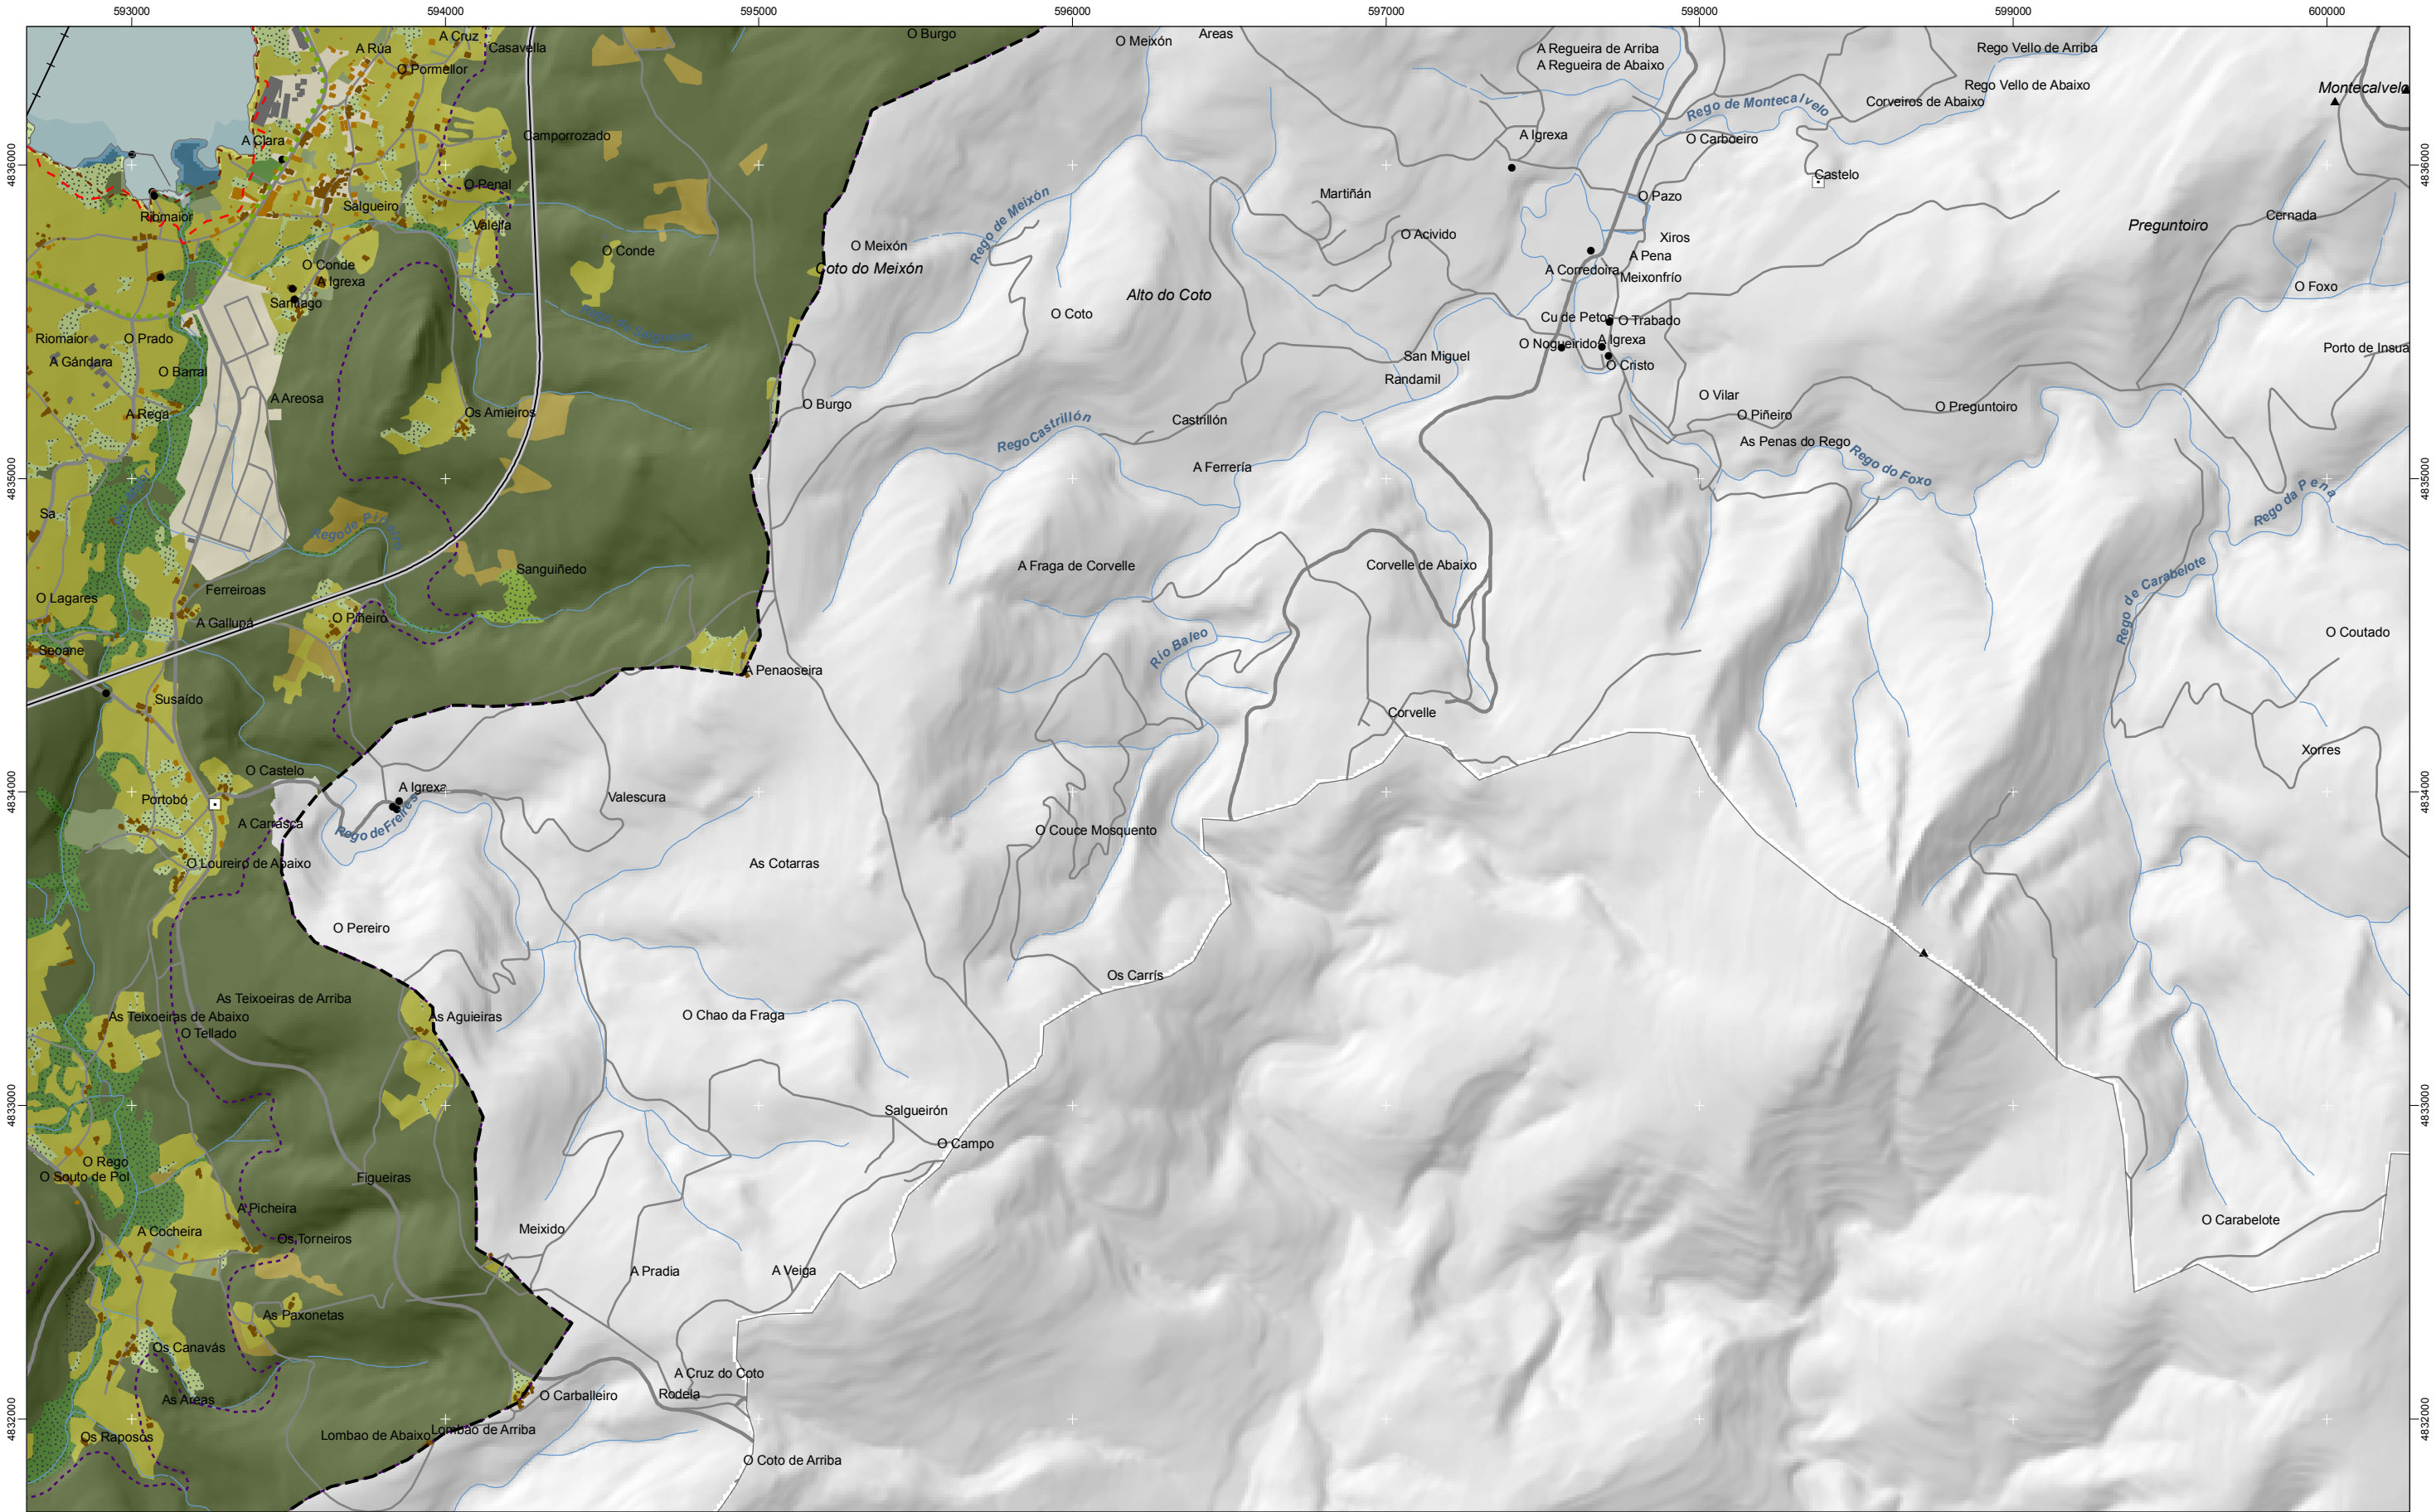 593000 594000 595000 596000 597000 598000 599000 600000
A Rúa
A Cruz
Casavella
O Burgo
O Meixón
Areas
A Regueira de Arriba
A Regueira de Abaixo
Rego Vello de Arriba
Rego Vello de Abaixo
Montecalvelo
O Pormellor
Rego de Montecalvelo
Corveiros de Abaixo
A Clara
Camporrozado
A Igrexa
O Carboeiro
4836000
4836000
Castelo
O Penal
Martiñán
O Pazo
Riomaior
Salgueiro
Valella
Rego de Meixón
Cernada
Preguntoiro
O Conde
O Meixón
O Acivido
Xiros
A Pena
O Conde
A Igrexa
Coto do Meixón
A Corredoira
Meixonfrío
Santiago
Alto do Coto
O Foxo
O Coto
Cu de Petos
O Trabado
Riomaior
O Prado
O Nogueirido
A Igrexa
Porto de Insua
A Gándara
O Barral
San Miguel
O Cristo
Randamil
A Areosa
O Burgo
O Vilar
A Rega
Os Amieiros
Castrillón
O Piñeiro
O Preguntoiro
Rego Castrillón
As Penas do Rego
A Ferrería
Rego do Foxo
4835000
4835000
Rego da Pena
Sa
A Fraga de Corvelle
Corvelle de Abaixo
Sanguiñedo
Rego de Carabelote
Ferreiroas
O Lagares
O Piñeiro
A Gallupá
O Coutado
Seoane
Río Baleo
A Penaoseira
Susaído
Corvelle
Xorres
O Castelo
A Igrexa
Portobó
Valescura
4834000
4834000
A Carrasca
Rego de Freires
O Couce Mosquento
O Loureiro de Abaixo
As Cotarras
O Pereiro
Os Carrís
As Teixoeiras de Arriba
As Teixoeiras de Abaixo
As Aguieiras
O Chao da Fraga
O Tellado
4833000
4833000
Salgueirón
O Campo
O Rego
O Souto de Pol
Figueiras
A Picheira
O Carabelote
A Cocheira
Meixido
Os Torneiros
A Pradia
A Veiga
As Paxonetas
Os Canavás
A Cruz do Coto
As Areas
O Carballeiro
Rodela
4832000
4832000
Os Raposos
Lombao de Abaixo
Lombao de Arriba
O Coto de Arriba